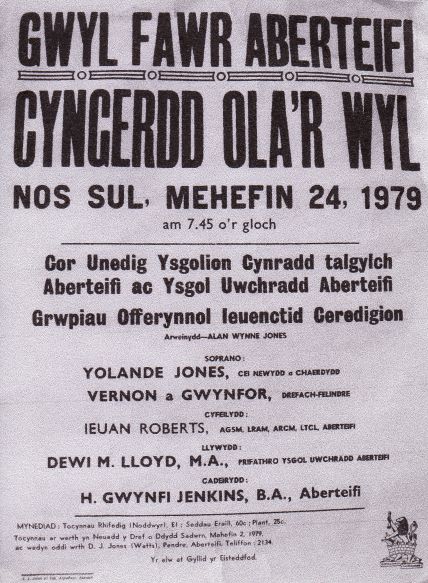 GWYL FAWR ABERTEIFI
CYNGERDD OLA'R WYL
NOS SUL, MEHEFIN 24, 1979
am 7.45 o'r gloch
Cor Unedig Ysgolion Cynradd talgylch
Aberteifi ac Ysgol Uwchradd Aberteifi
Grwpiau Offerynnol Ieuenctid Ceredigion
Arweinydd—ALAN WYNNE JONES
SOPRANO:
YOLANDE JONES, CEI NEWYDD a CHAERDYDD
VERNON a GWYNFOR, DREFACH-FELINDRE
CYFEILYDD:
IEUAN ROBERTS, AGSM, LRAM, ARCM, LTCL, ABERTEIFI
LLYWYDD:
DEWI M. LLOYD, M.A., PRIFATHRO YSGOL UWCHRADD ABERTEIFI
CADEIRYDD:
H. GWYNFI JENKINS, B.A., Aberteifi
MYNEDIAD: Tocynnau Rhifedig (Noddwyr), £1; Seddau Eraill, 60c; Plant, 25c.
Tocynnau ar werth yn Neuadd y Dref o Ddydd Sadwrn, Mehefin 2, 1979,
ac wedyn oddi wrth D. J. Jones (Watts), Pendre, Aberteifi. Teliffon: 2134.
Yr elw at Gyllid yr Eisteddfod.